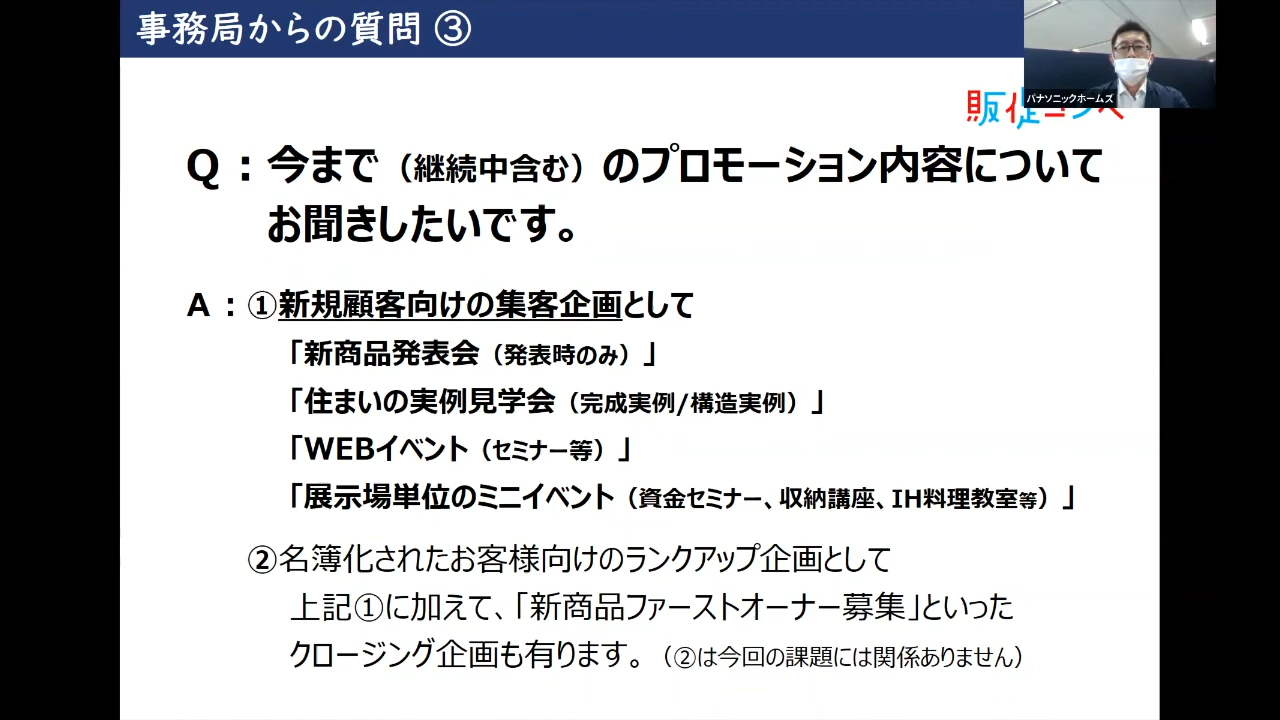 事務局からの質問 ③
パナソニックホームズ
販促コンペ
Q：今まで（継続中含む）のプロモーション内容について
お聞きしたいです。
A：①新規顧客向けの集客企画として
「新商品発表会（発表時のみ）」
「住まいの実例見学会（完成実例/構造実例）」
「WEBイベント（セミナー等）」
「展示場単位のミニイベント（資金セミナー、収納講座、IH料理教室等）」
②名簿化されたお客様向けのランクアップ企画として
上記①に加えて、「新商品ファーストオーナー募集」といった
クロージング企画も有ります。（②は今回の課題には関係ありません）